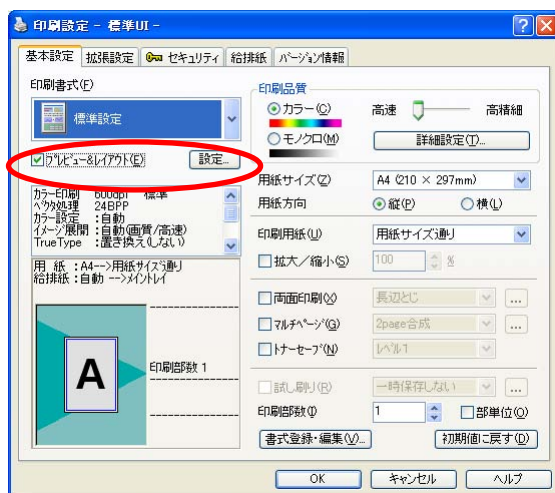 印刷設定 - 標準UI -
基本設定 拡張設定 セキュリティ 給排紙 バージョン情報
印刷書式(F)
標準設定
プレビュー&レイアウト(E) 設定...
カラー印刷 600dpi 標準
ベクタ処理 24BPP
カラー設定 :自動
イメージ展開 :自動(画質/高速)
TrueType :置き換え(しない)
用 紙 :A4-->用紙サイズ通り
給排紙 :自動 -->メイントレイ
A
印刷部数 1
印刷品質
カラー(C) 高速 高精細
モノクロ(M) 詳細設定(T)...
用紙サイズ(Z) A4 (210 × 297mm)
用紙方向 縦(P) 横(L)
印刷用紙(U) 用紙サイズ通り
拡大/縮小(S) 100 %
両面印刷(X) 長辺とじ ...
マルチページ(G) 2page合成 ...
トナーセーブ(N) レベル1
試し刷り(R) 一時保存しない ...
印刷部数(I) 1 部単位(O)
書式登録・編集(V)... 初期値に戻す(D)
OK キャンセル ヘルプ